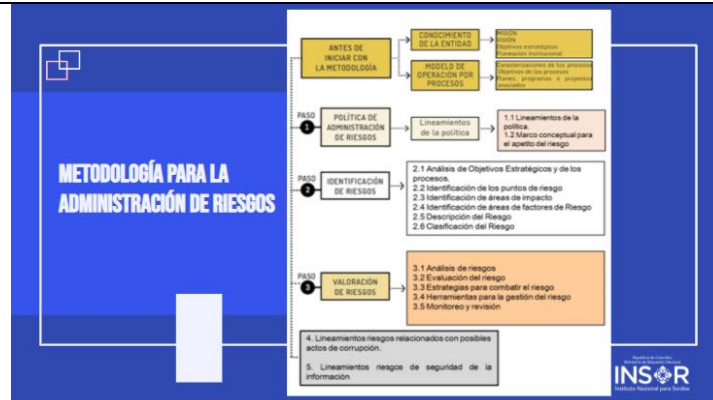 METODOLOGÍA PARA LA
ADMINISTRACIÓN DE RIESGOS
ANTES DE
INICIAR CON
LA METODOLOGÍA
CONOCIMIENTO
DE LA ENTIDAD
MISIÓN
VISIÓN
Objetivos estratégicos
Planeación institucional
MODELO DE
OPERACIÓN POR
PROCESOS
Caracterizaciones de los procesos
Objetivos de los procesos
Planes, programas o proyectos
asociados
PASO
1
POLÍTICA DE
ADMINISTRACIÓN
DE RIESGOS
Lineamientos
de la política
1.1 Lineamientos de la
política.
1.2 Marco conceptual para
el apetito del riesgo
PASO
2
IDENTIFICACIÓN
DE RIESGOS
2.1 Análisis de Objetivos Estratégicos y de los
procesos.
2.2 Identificación de los puntos de riesgo
2.3 Identificación de áreas de impacto
2.4 Identificación de áreas de factores de Riesgo
2.5 Descripción del Riesgo
2.6 Clasificación del Riesgo
PASO
3
VALORACIÓN
DE RIESGOS
3.1 Análisis de riesgos
3.2 Evaluación del riesgo
3.3 Estrategias para combatir el riesgo
3.4 Herramientas para la gestión del riesgo
3.5 Monitoreo y revisión
4. Lineamientos riesgos relacionados con posibles
actos de corrupción.
5. Lineamientos riesgos de seguridad de la
información
República de Colombia
Ministerio de Educación Nacional
INSOR
Instituto Nacional para Sordos